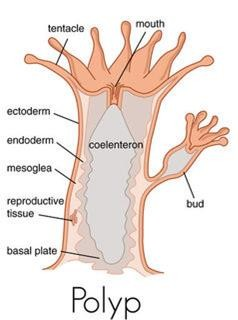 tentacle
mouth
ectoderm
endoderm
coelenteron
mesoglea
reproductive
tissue
bud
basal plate
Polyp